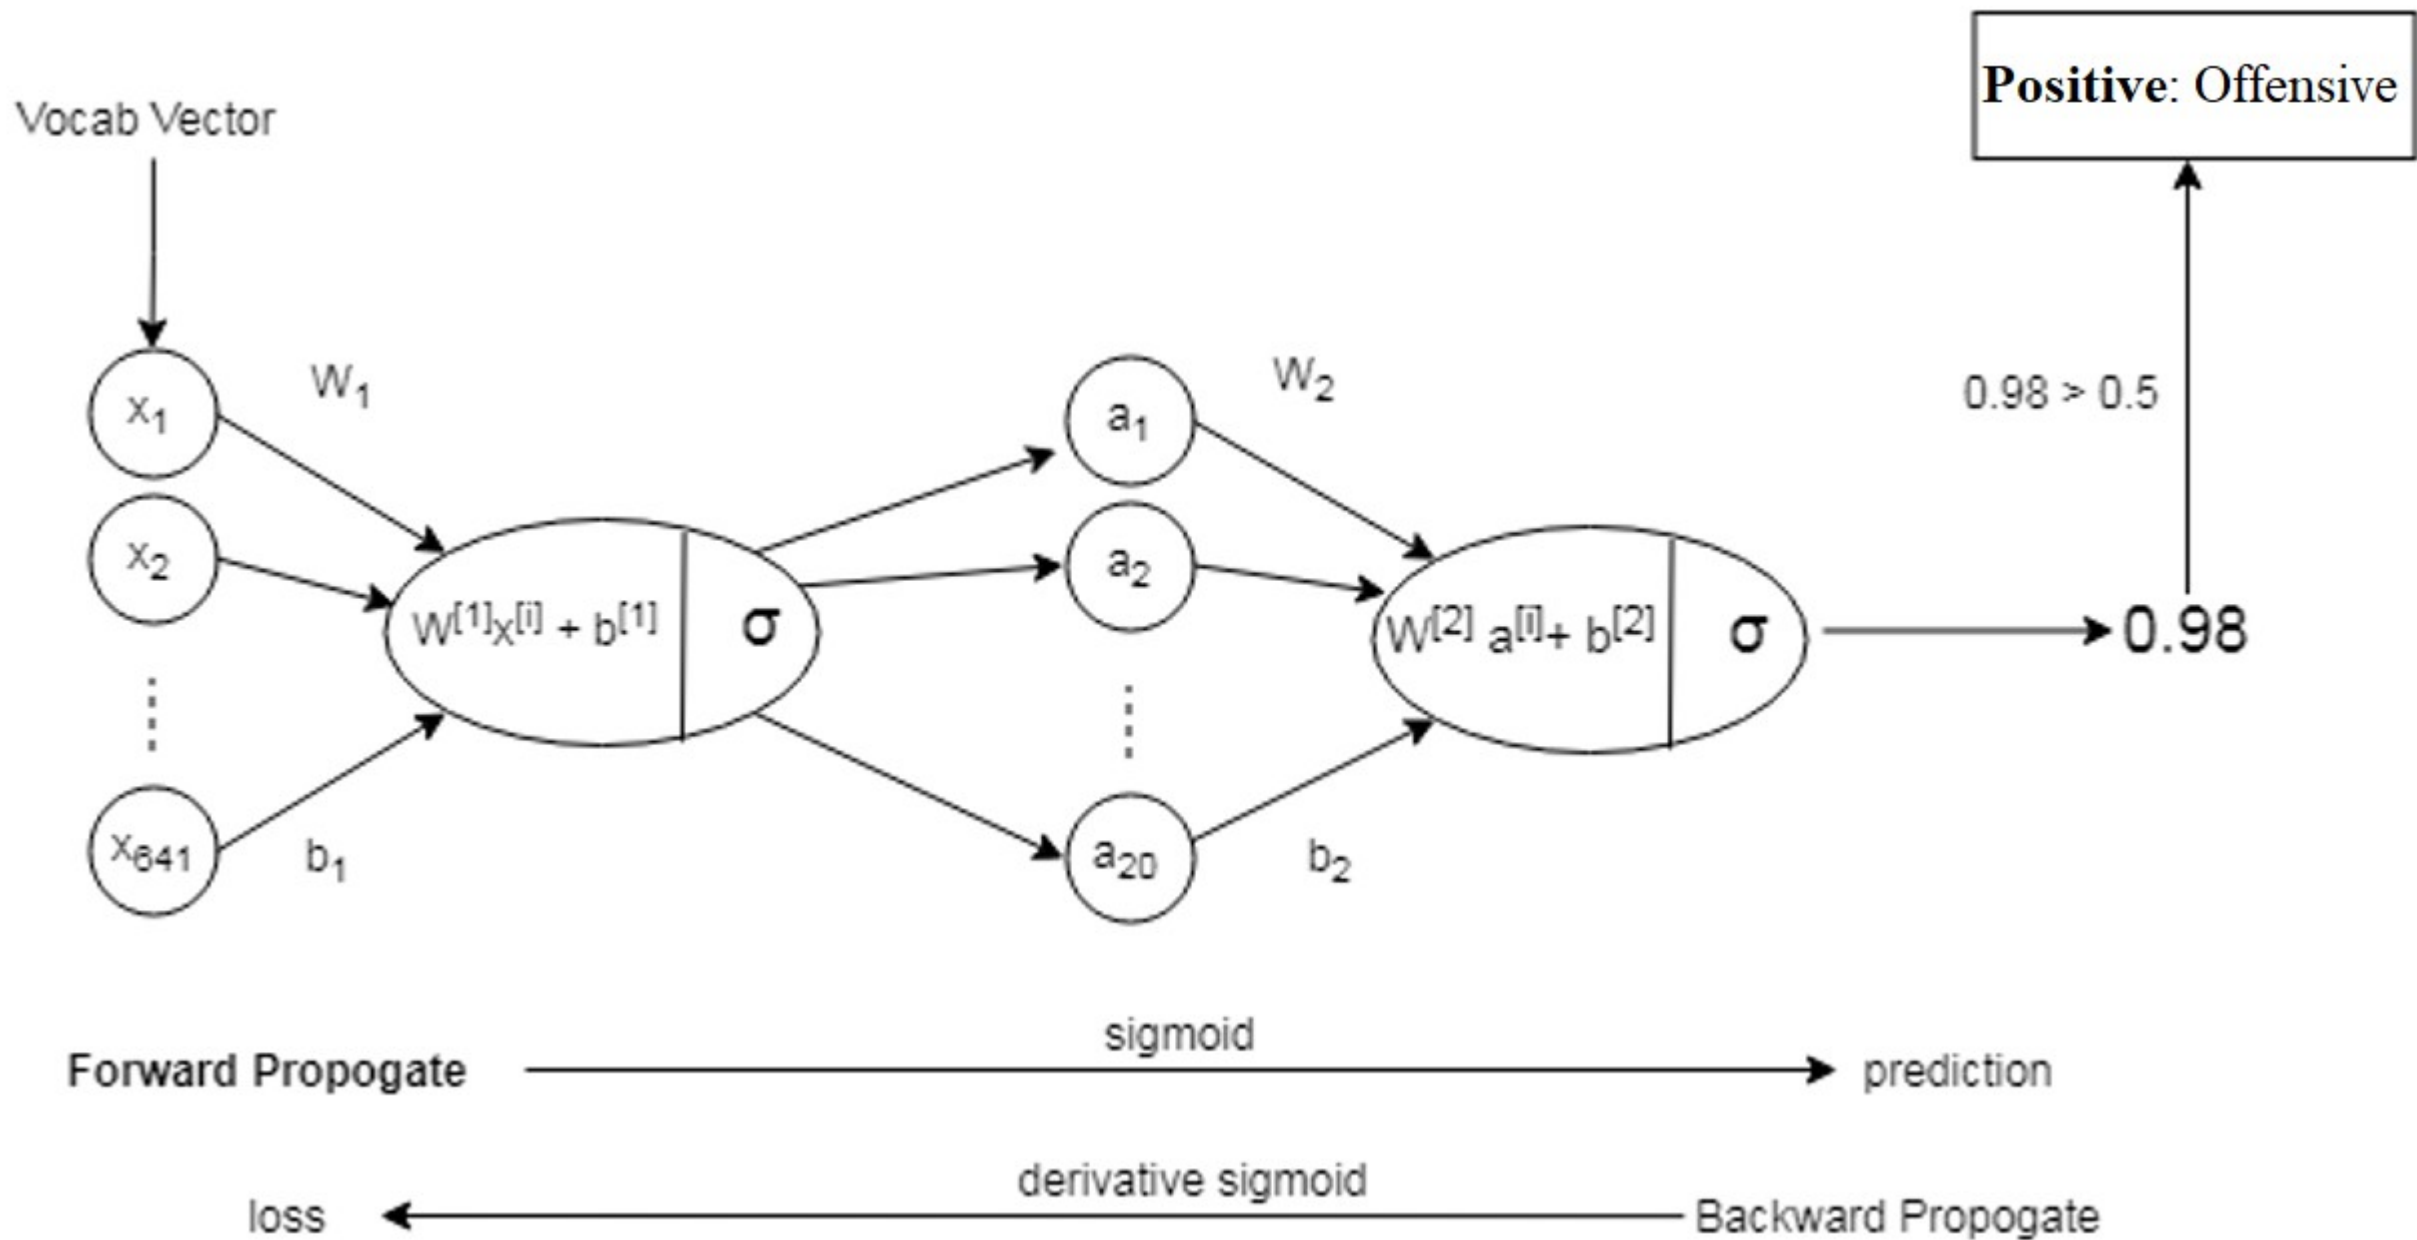 Positive: Offensive
Vocab Vector
W₁
W₂
0.98 > 0.5
x₁
a₁
x₂
a₂
W[1]x[i] + b[1]
σ
W[2] a[i]+ b[2]
σ
0.98
x₆₄₁
b₁
a₂₀
b₂
sigmoid
Forward Propogate
prediction
derivative sigmoid
loss
Backward Propogate